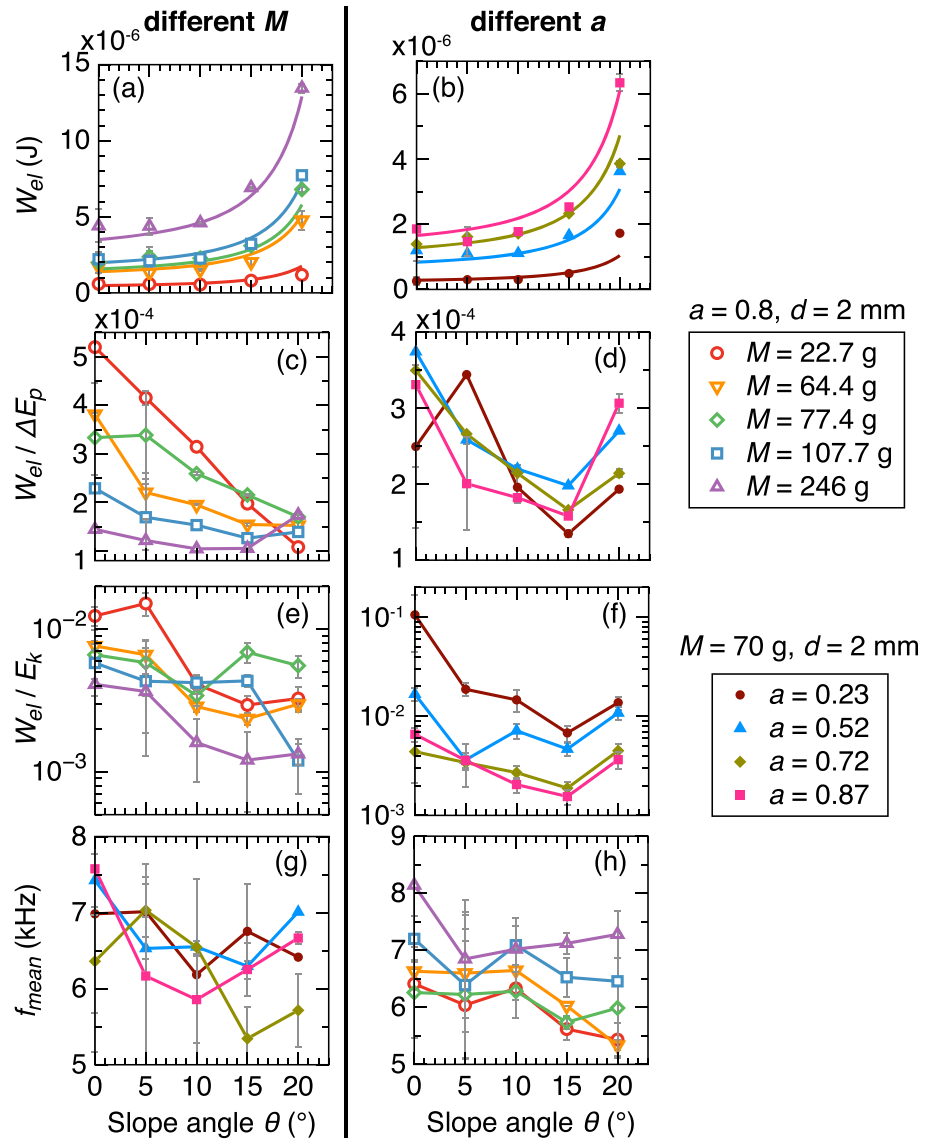 different M
different a
x10⁻⁶
x10⁻⁶
(a)
(b)
W_el (J)
15
10
5
0
6
4
2
0
x10⁻⁴
x10⁻⁴
(c)
(d)
W_el / ΔE_p
5
4
3
2
1
4
3
2
1
(e)
(f)
W_el / E_k
10⁻²
10⁻³
10⁻¹
10⁻²
10⁻³
(g)
(h)
f_mean (kHz)
8
7
6
5
9
8
7
6
5
0 5 10 15 20
0 5 10 15 20
Slope angle θ (°)
Slope angle θ (°)
a = 0.8, d = 2 mm
M = 22.7 g
M = 64.4 g
M = 77.4 g
M = 107.7 g
M = 246 g
M = 70 g, d = 2 mm
a = 0.23
a = 0.52
a = 0.72
a = 0.87